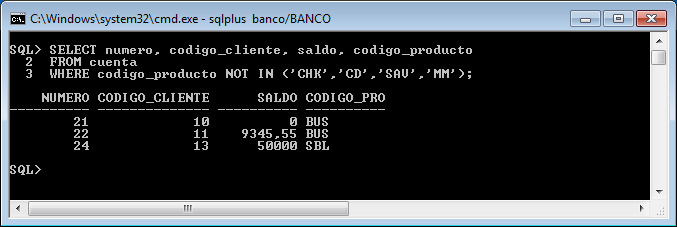 C:\Windows\system32\cmd.exe - sqlplus banco/BANCO
SQL> SELECT numero, codigo_cliente, saldo, codigo_producto
2 FROM cuenta
3 WHERE codigo_producto NOT IN ('CHK','CD','SAV','MM');
NUMERO CODIGO_CLIENTE SALDO CODIGO_PRO
---------- -------------- ---------- ----------
21 10 0 BUS
22 11 9345,55 BUS
24 13 50000 SBL
SQL>